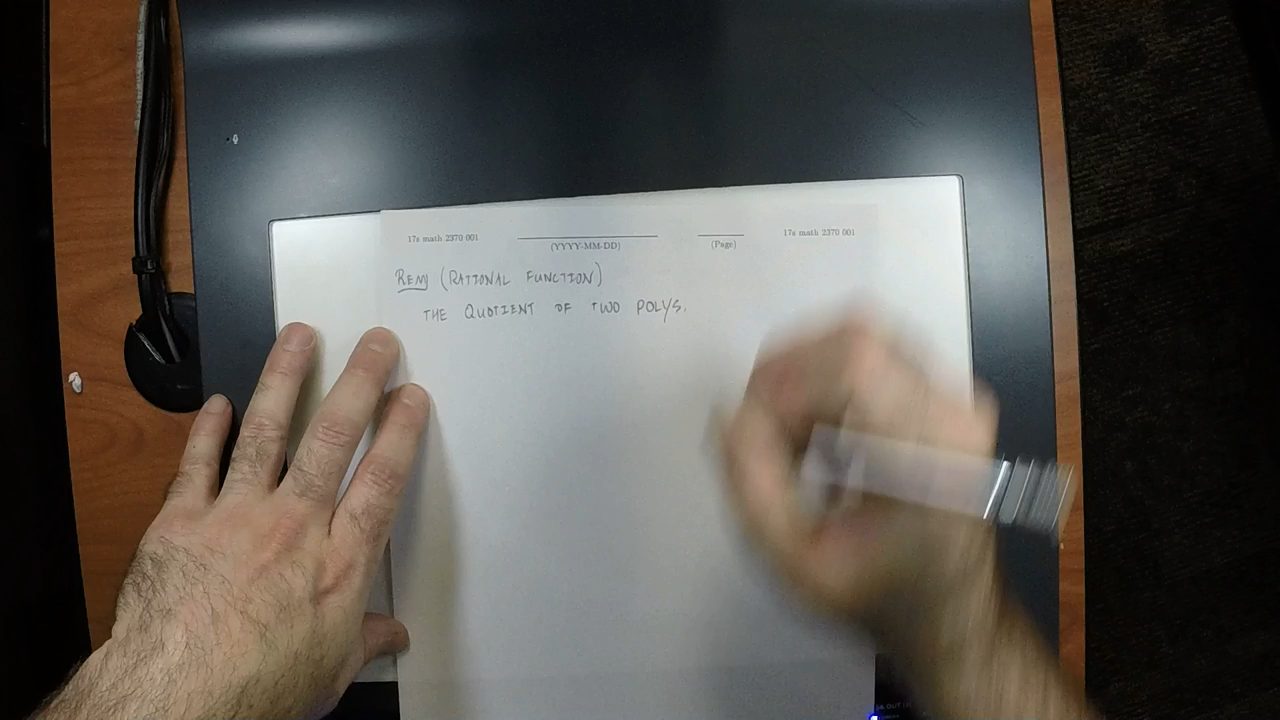 17s math 2370 001 (YYYY-MM-DD) (Page) 17s math 2370 001
REM (RATIONAL FUNCTION)
THE QUOTIENT OF TWO POLYS.